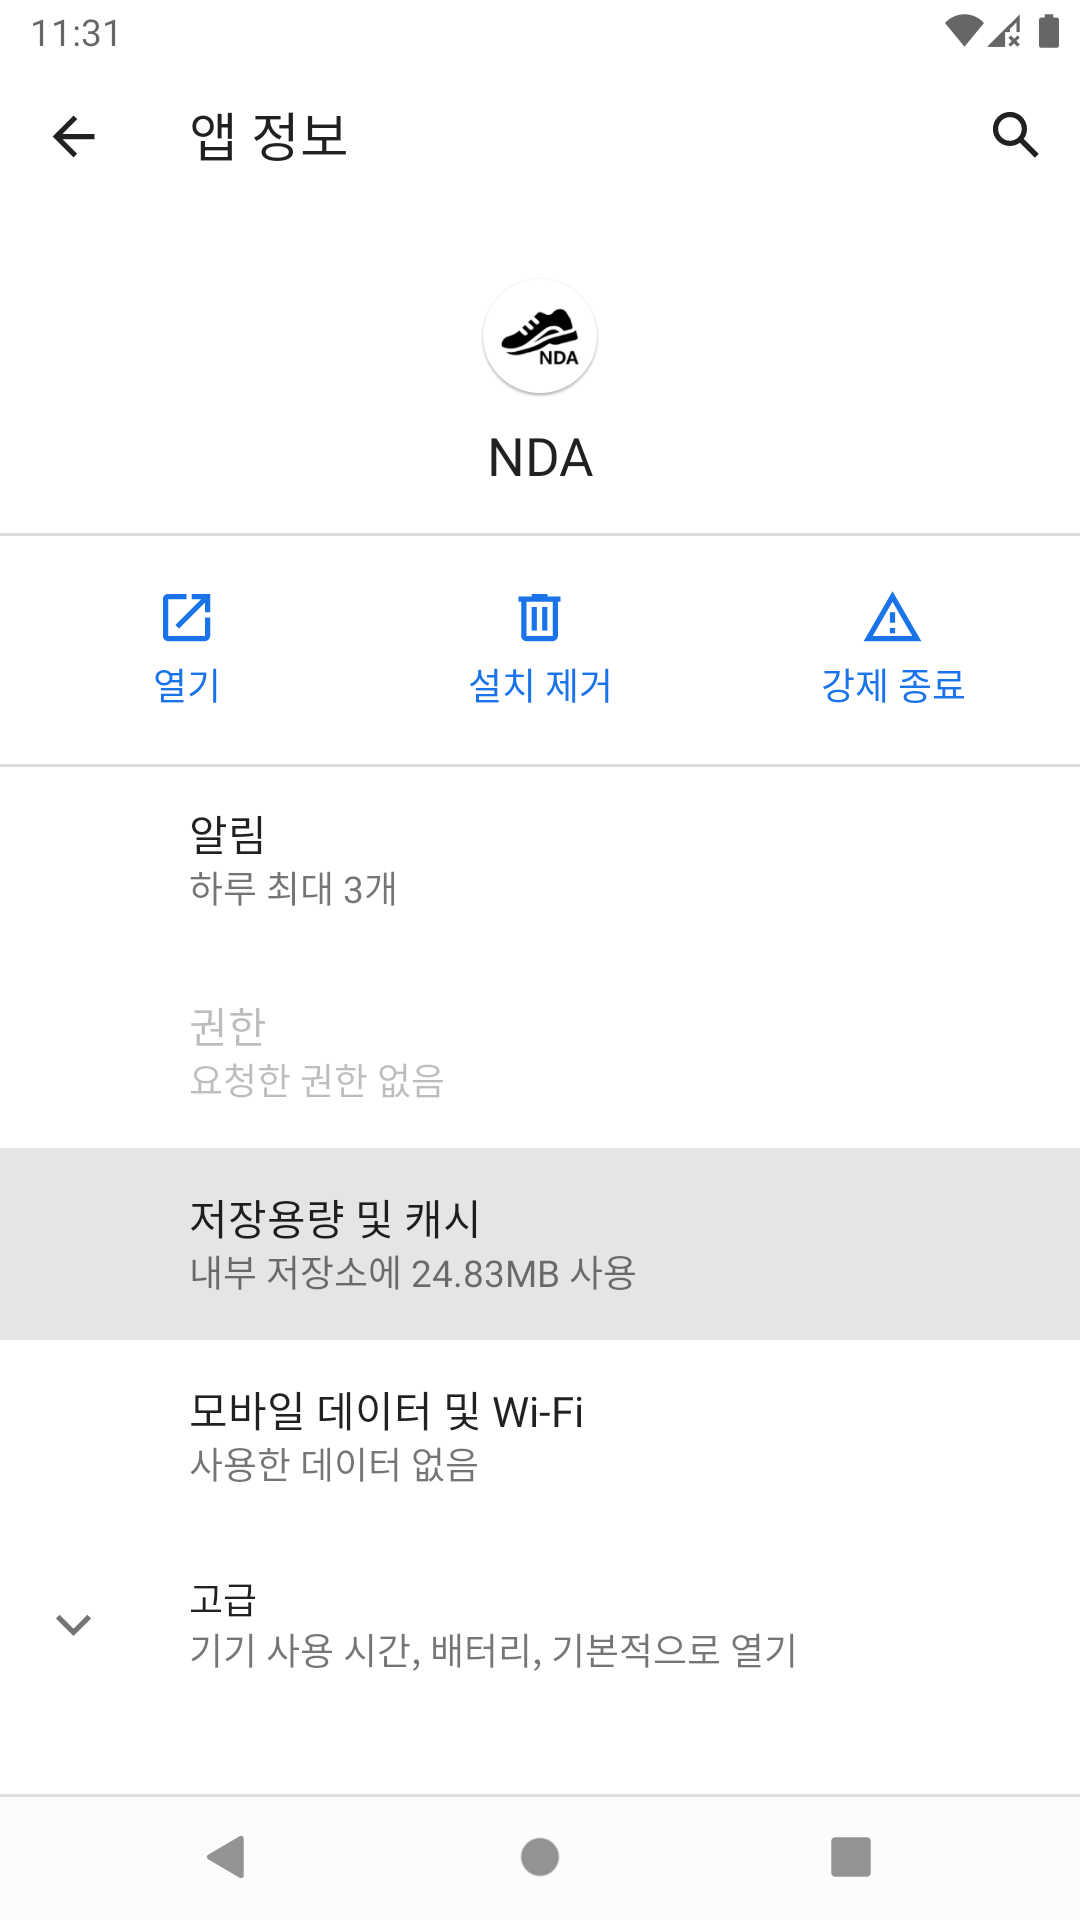 11:31
앱 정보
NDA
NDA
열기
설치 제거
강제 종료
알림
하루 최대 3개
권한
요청한 권한 없음
저장용량 및 캐시
내부 저장소에 24.83MB 사용
모바일 데이터 및 Wi-Fi
사용한 데이터 없음
고급
기기 사용 시간, 배터리, 기본적으로 열기